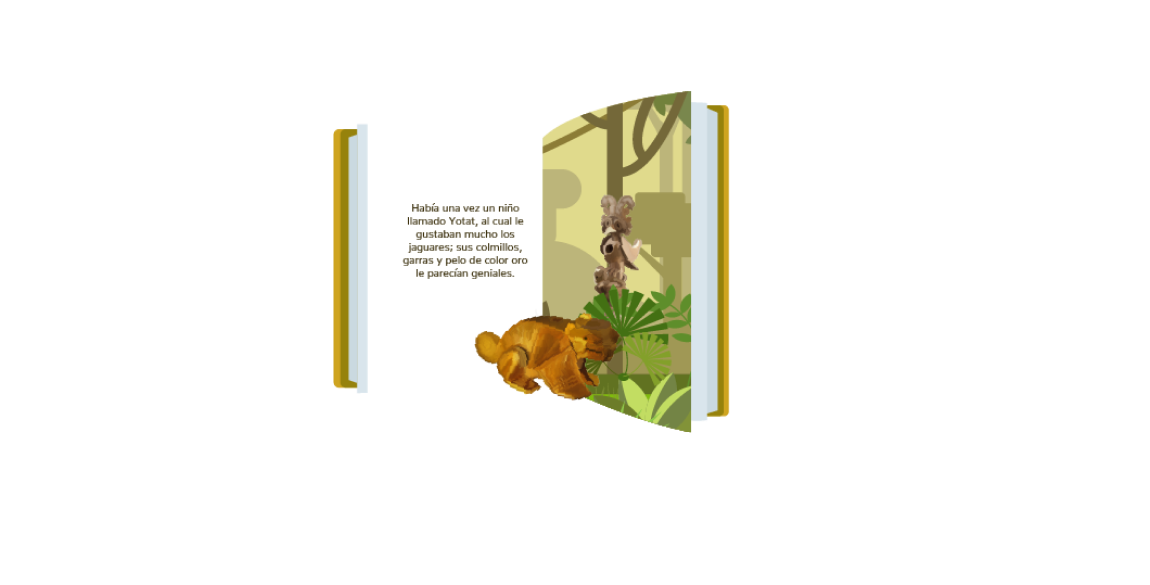 Había una vez un niño
llamado Yotat, al cual le
gustaban mucho los
jaguares; sus colmillos,
garras y pelo de color oro
le parecían geniales.